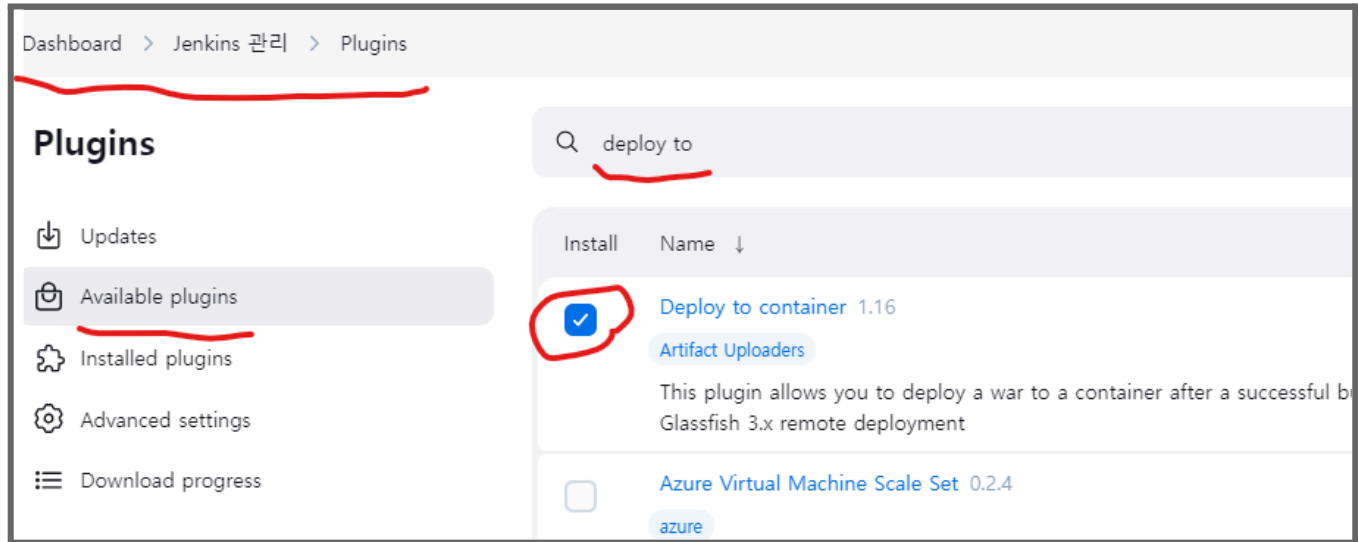 Dashboard > Jenkins 관리 > Plugins
Plugins
deploy to
Updates
Available plugins
Installed plugins
Advanced settings
Download progress
Install Name ↓
Deploy to container 1.16
Artifact Uploaders
This plugin allows you to deploy a war to a container after a successful
Glassfish 3.x remote deployment
Azure Virtual Machine Scale Set 0.2.4
azure